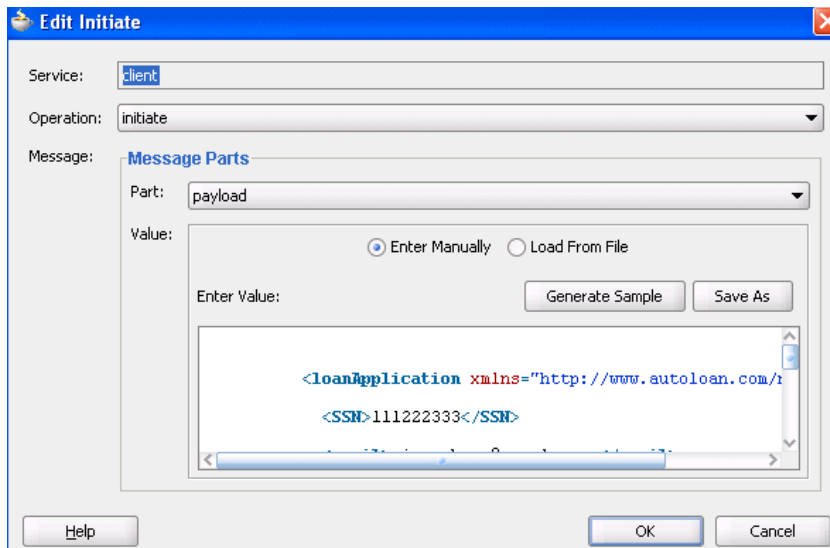 Edit Initiate
Service: client
Operation: initiate
Message: Message Parts
Part: payload
Value:
Enter Manually Load From File
Enter Value: Generate Sample Save As
<loanApplication xmlns="http://www.autoloan.com/
<SSN>111222333</SSN>
Help OK Cancel